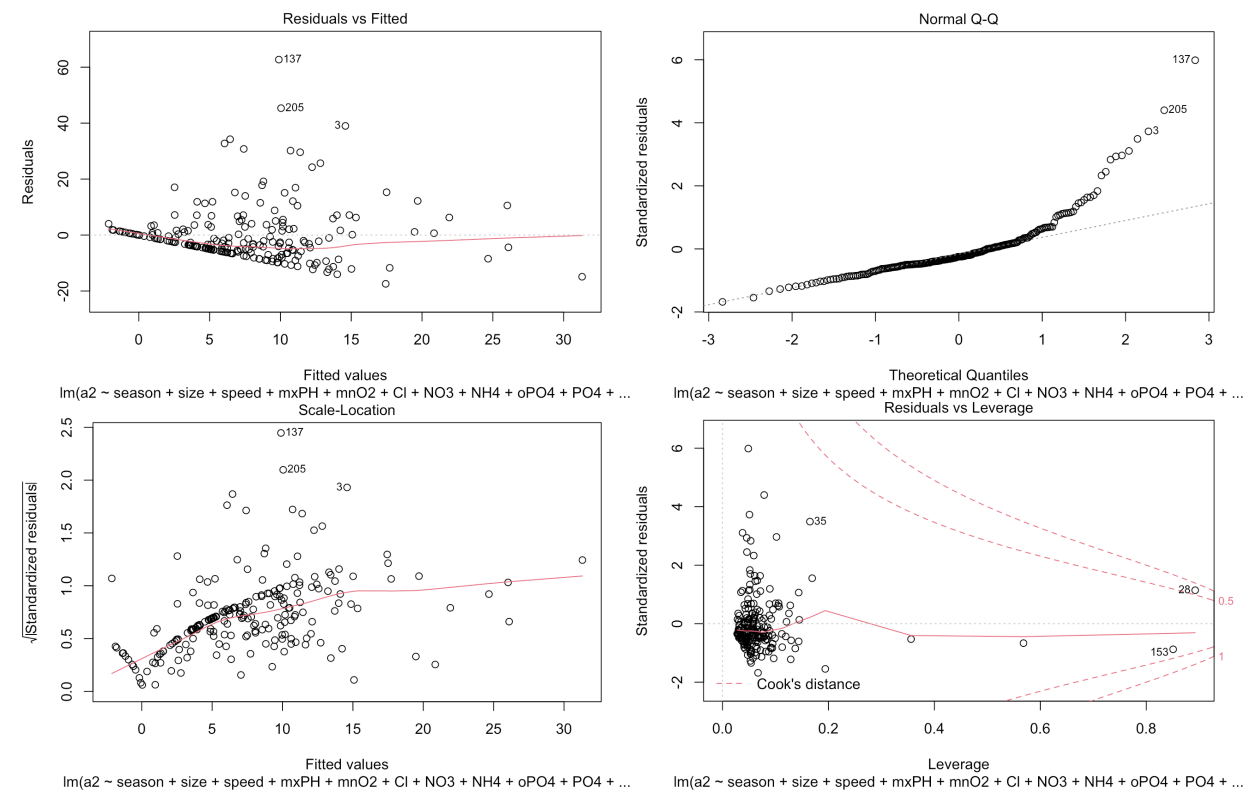 Residuals vs Fitted
Residuals
60
40
20
0
-20
137
205
3
0 5 10 15 20 25 30
Fitted values
lm(a2 ~ season + size + speed + mxPH + mnO2 + Cl + NO3 + NH4 + oPO4 + PO4 + ...
Normal Q-Q
Standardized residuals
6
4
2
0
-2
137
205
3
-3 -2 -1 0 1 2 3
Theoretical Quantiles
lm(a2 ~ season + size + speed + mxPH + mnO2 + Cl + NO3 + NH4 + oPO4 + PO4 + ...
Scale-Location
√|Standardized residuals|
2.5
2.0
1.5
1.0
0.5
0.0
137
205
3
0 5 10 15 20 25 30
Fitted values
lm(a2 ~ season + size + speed + mxPH + mnO2 + Cl + NO3 + NH4 + oPO4 + PO4 + ...
Residuals vs Leverage
Standardized residuals
6
4
2
0
-2
35
28
0.5
153
1
Cook's distance
0.0 0.2 0.4 0.6 0.8
Leverage
lm(a2 ~ season + size + speed + mxPH + mnO2 + Cl + NO3 + NH4 + oPO4 + PO4 + ...